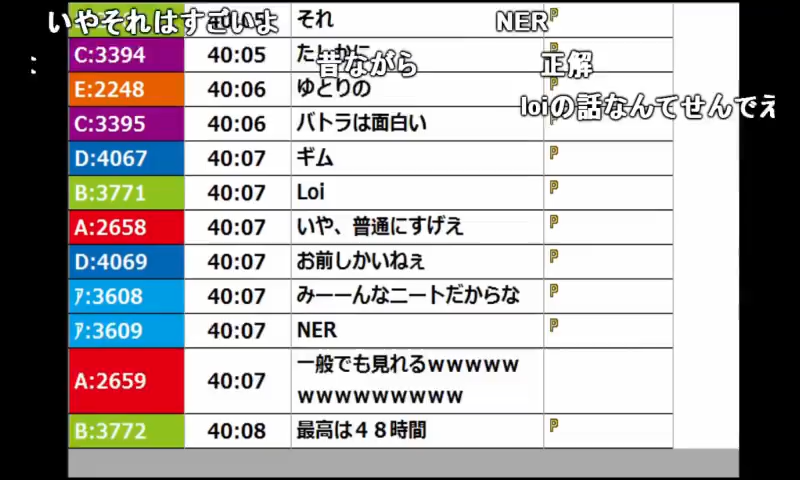 いやそれはすごいよ
NER
40:05 それ P
C:3394 40:05 たしかに
昔ながら
正解
E:2248 40:06 ゆとりの P
loiの話なんてせんでえ
C:3395 40:06 バトラは面白い
D:4067 40:07 ギム P
B:3771 40:07 Loi P
A:2658 40:07 いや、普通にすげえ P
D:4069 40:07 お前しかいねぇ P
ｱ:3608 40:07 みーーんなニートだからな P
ｱ:3609 40:07 NER P
A:2659 40:07 一般でも見れるwwwww
wwwwwwwww
B:3772 40:08 最高は４８時間 P